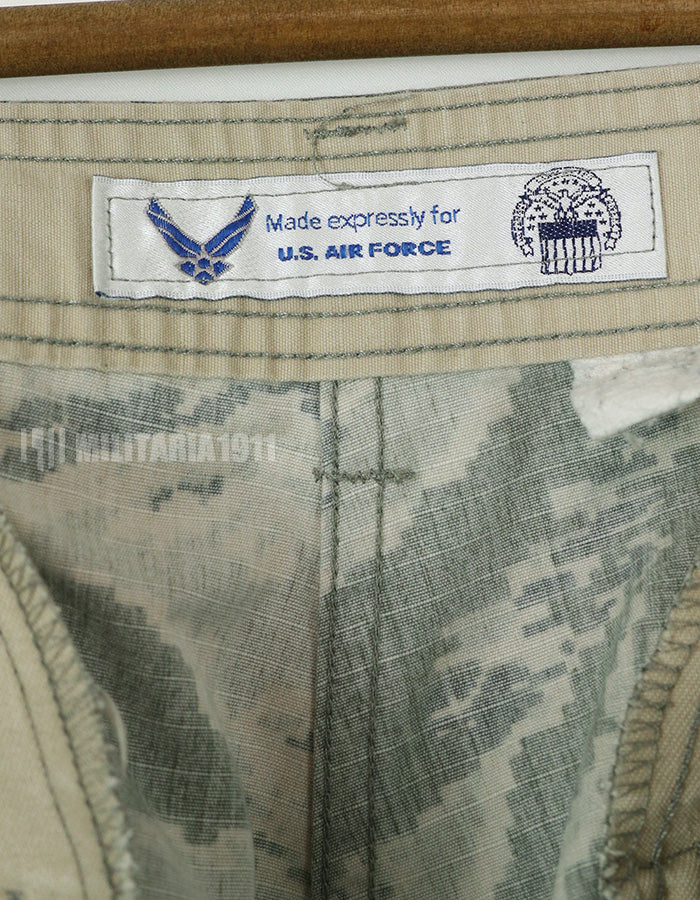 Made expressly for
U.S. AIR FORCE
MILITARIA1911